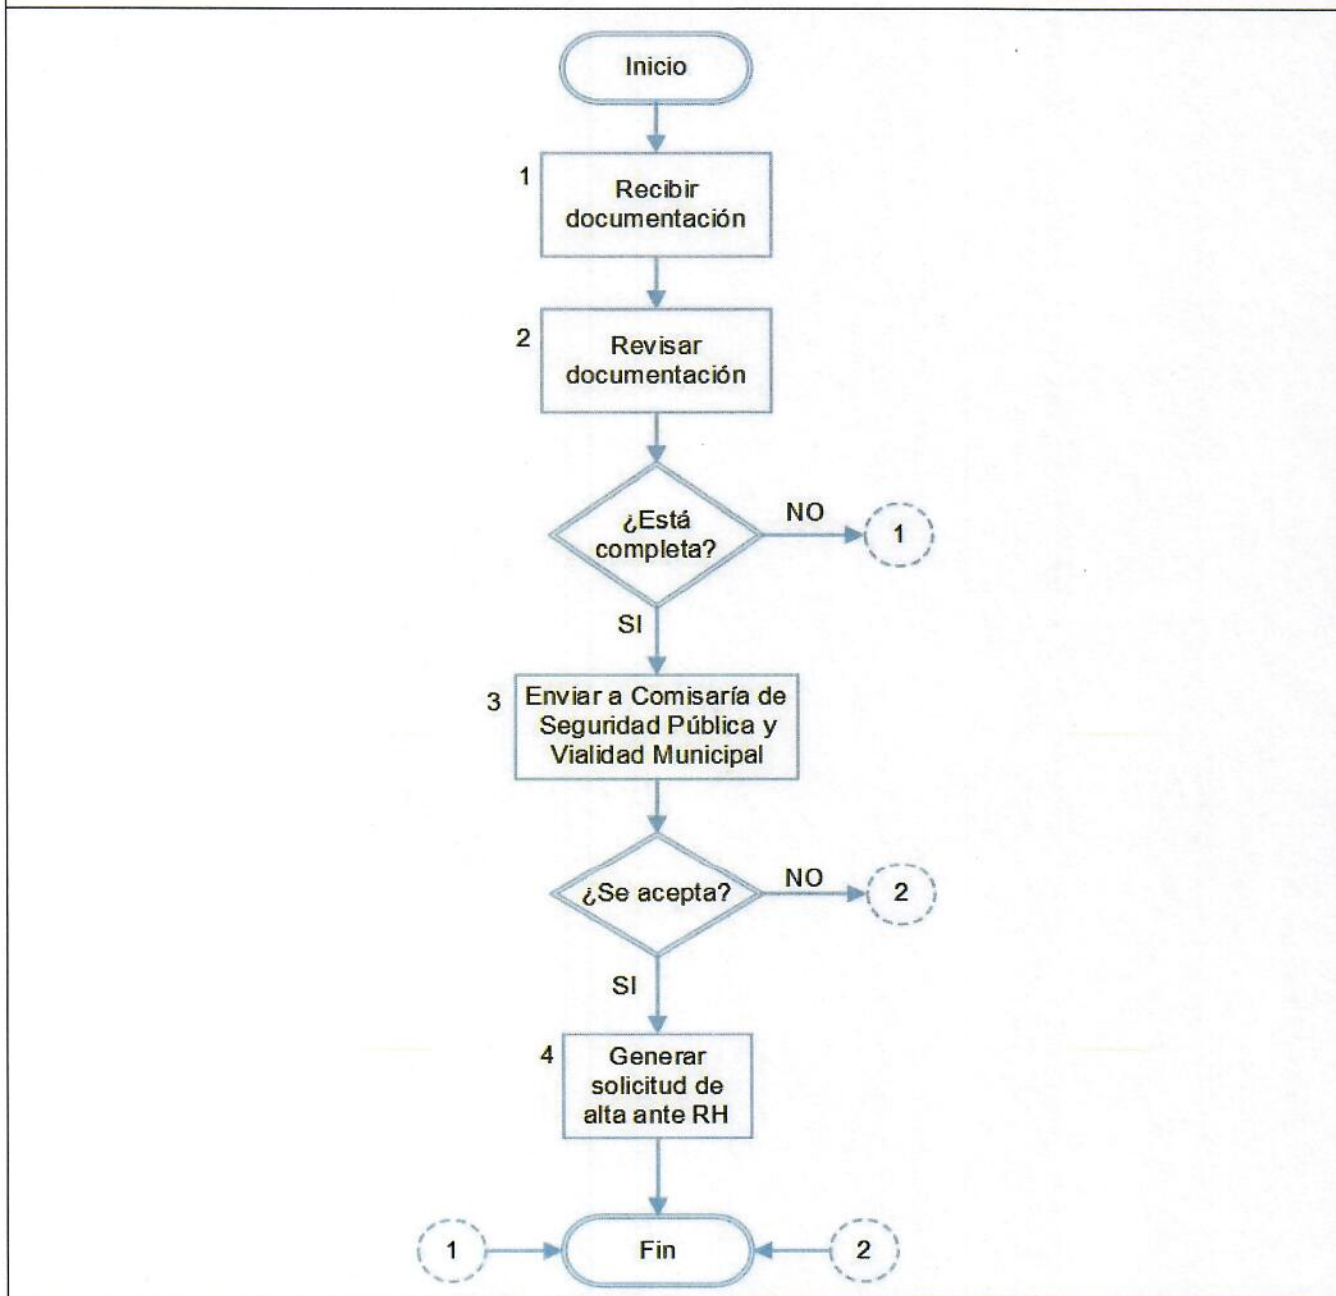 Inicio
1
Recibir
documentación
2
Revisar
documentación
¿Está
completa?
NO
1
SI
3
Enviar a Comisaría de
Seguridad Pública y
Vialidad Municipal
¿Se acepta?
NO
2
SI
4
Generar
solicitud de
alta ante RH
1
Fin
2